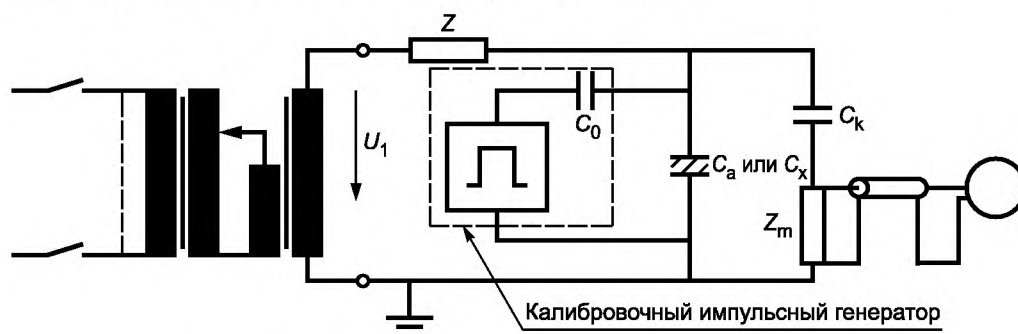 Z
C₀
U₁
Cₖ
Cₐ или Cₓ
Zₘ
Калибровочный импульсный генератор